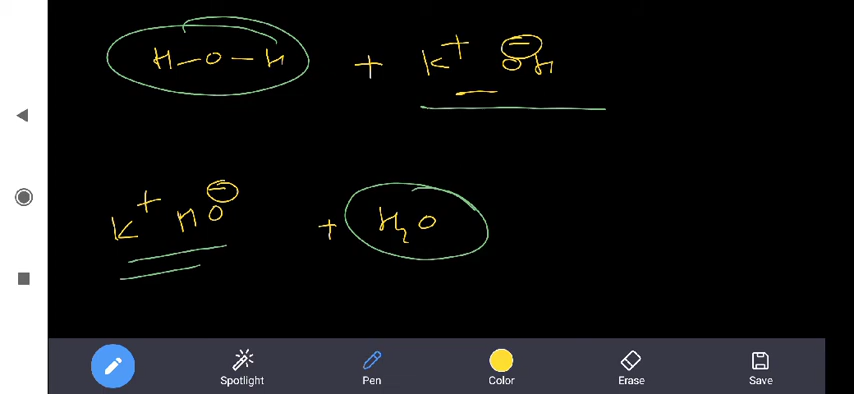 H-O-H + K⁺ ⊖OH
K⁺ HO⊖ + H₂O
Spotlight Pen Color Erase Save